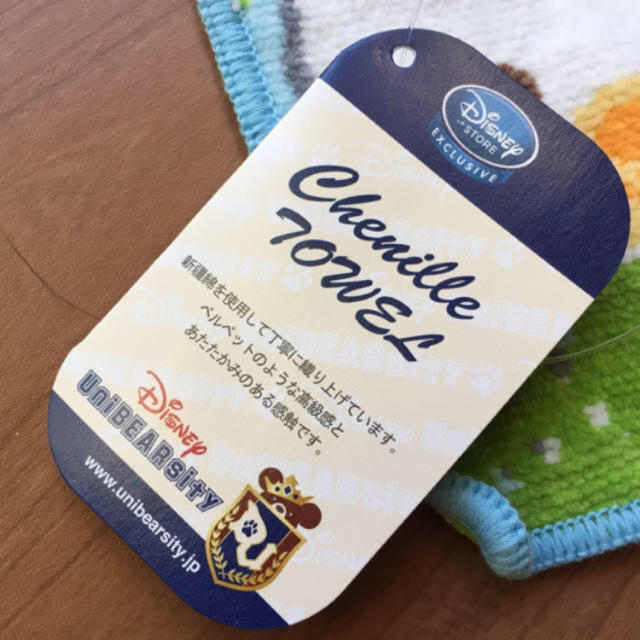 Disney
STORE
EXCLUSIVE
Chenille
TOWEL
新疆綿を使用して丁寧に織り上げています。
ベルベットのような高級感と
あたたかみのある感触です。
Disney
UniBEARsity
www.unibearsity.jp
U